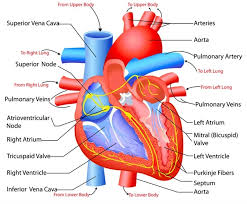 From Upper Body
From Upper Body
Superior Vena Cava
Arteries
Aorta
To Right Lung
Pulmonary Artery
Superior Node
To Left Lung
From Right Lung
From Left Lung
Pulmonary Veins
Pulmonary Veins
Atrioventricular
Node
Left Atrium
Right Atrium
Mitral (Bicuspid)
Valve
Tricuspid Valve
Left Ventricle
Right Ventricle
Purkinje Fibers
Septum
Inferior Vena Cava
Aorta
From Lower Body
To Lower Body